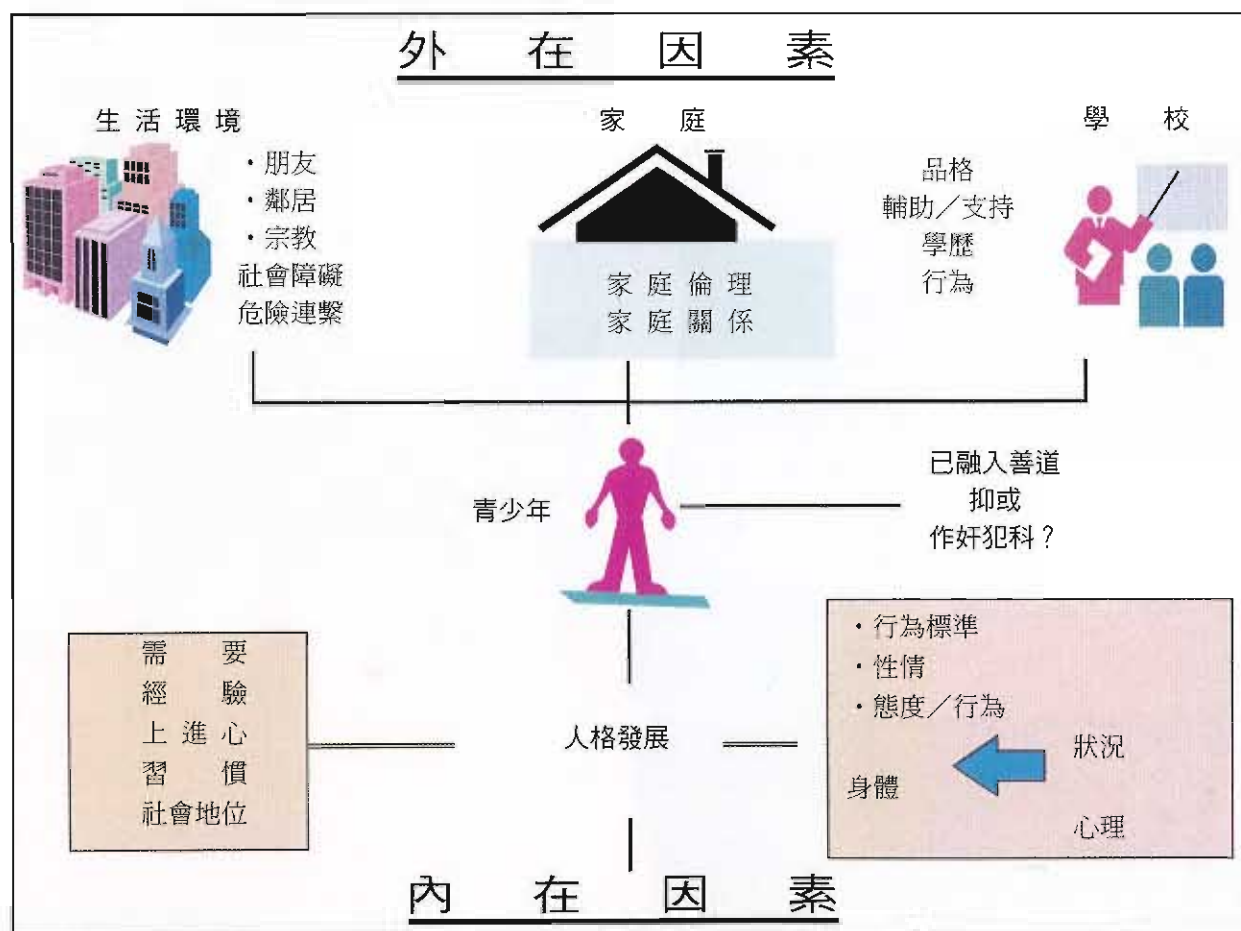 外在因素
生活環境
・朋友
・鄰居
・宗教
社會障礙
危險連繫
家庭
家庭倫理
家庭關係
學校
品格
輔助／支持
學歷
行為
青少年
已融入善道
抑或
作奸犯科？
需要
經驗
上進心
習慣
社會地位
人格發展
・行為標準
・性情
・態度／行為
狀況
身體
心理
內在因素